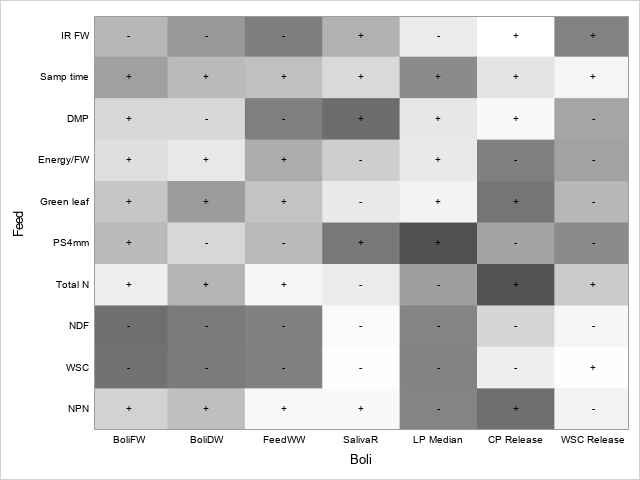 IR FW - - - + - + +
Samp time + + + + + + +
DMP + - - + + + -
Energy/FW + + + - + - -
Green leaf + + + - + + -
PS4mm + - - + + - -
Total N + + + - - + +
NDF - - - - - - -
WSC - - - - - - +
NPN + + + + - + -
BoliFW BoliDW FeedWW SalivaR LP Median CP Release WSC Release
Boli
Feed